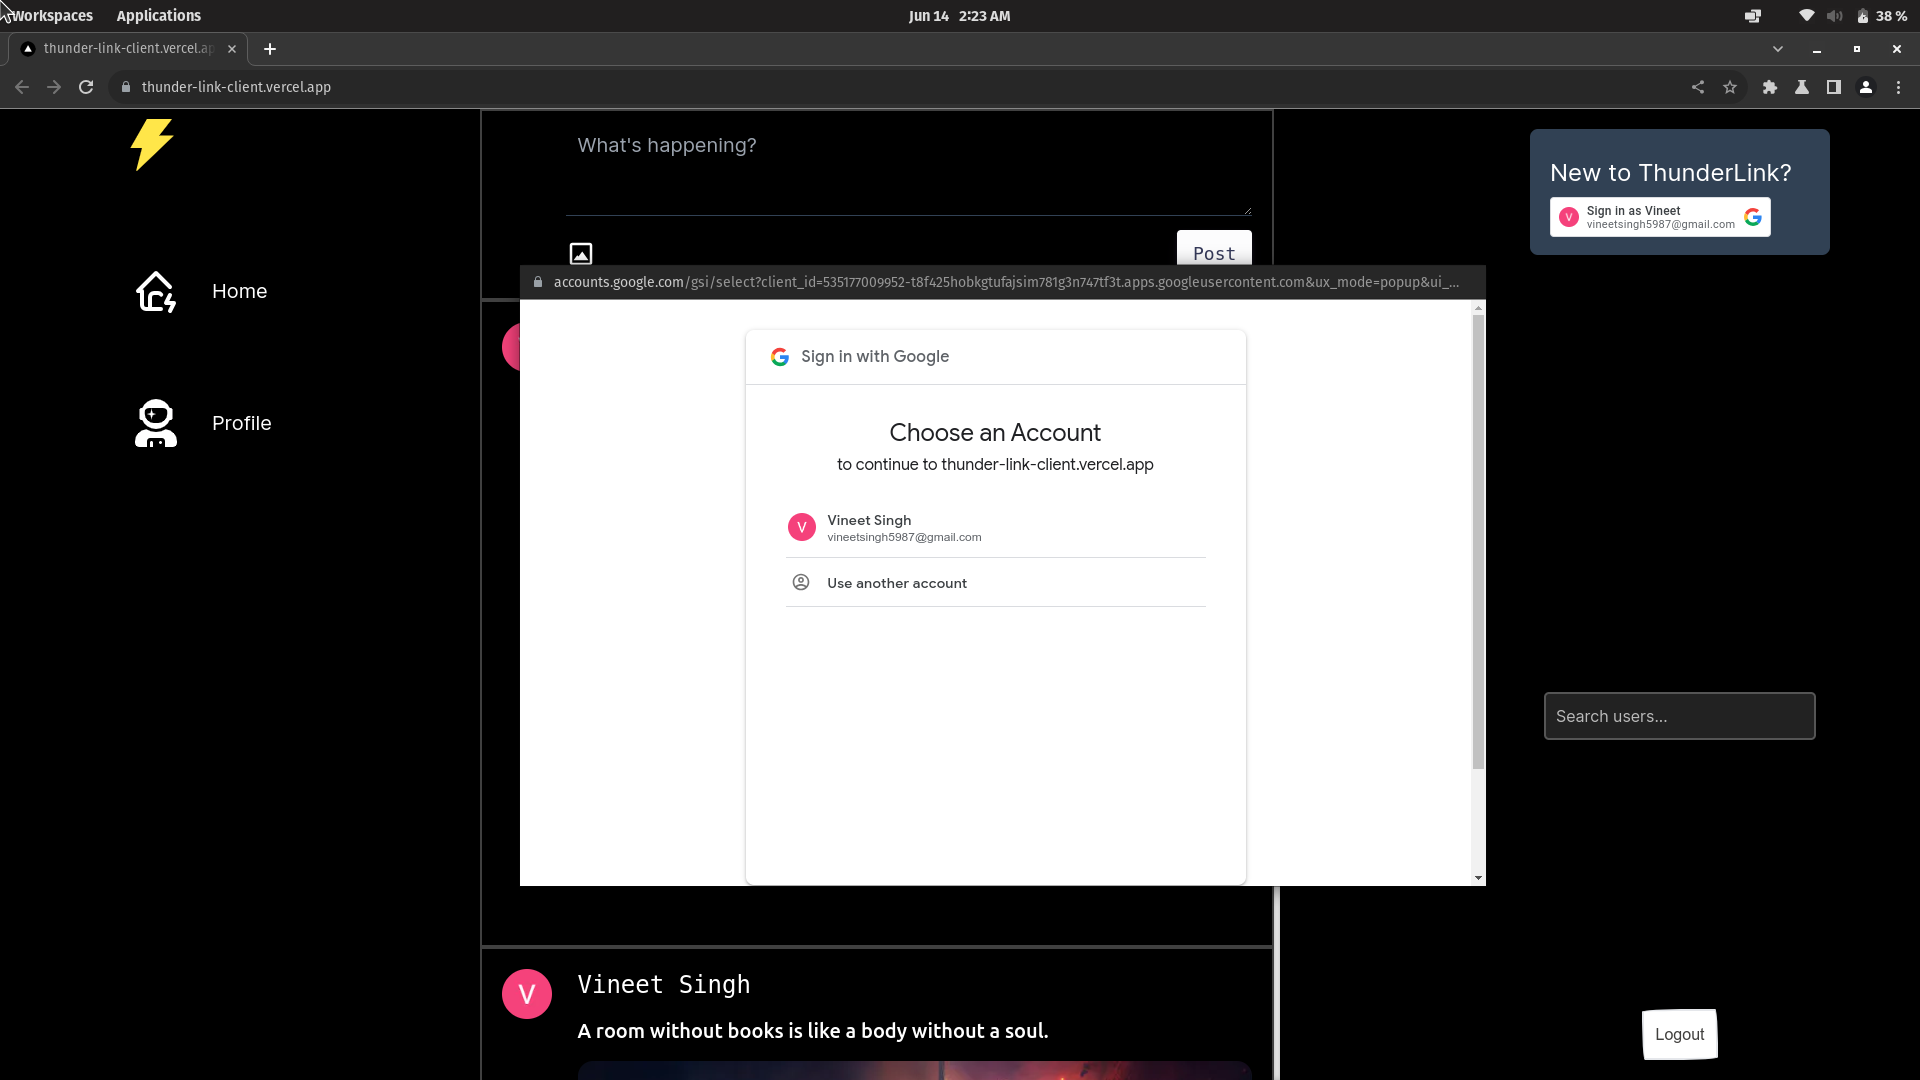 Workspaces Applications Jun 14 2:23 AM 38 %
thunder-link-client.vercel.ap
thunder-link-client.vercel.app
What's happening?
Post
New to ThunderLink?
V Sign in as Vineet
vineetsingh5987@gmail.com
Home
Profile
accounts.google.com/gsi/select?client_id=535177009952-t8f425hobkgtufajsim781g3n747tf3t.apps.googleusercontent.com&ux_mode=popup&ui_...
Sign in with Google
Choose an Account
to continue to thunder-link-client.vercel.app
V Vineet Singh
vineetsingh5987@gmail.com
Use another account
Search users...
V Vineet Singh
A room without books is like a body without a soul.
Logout